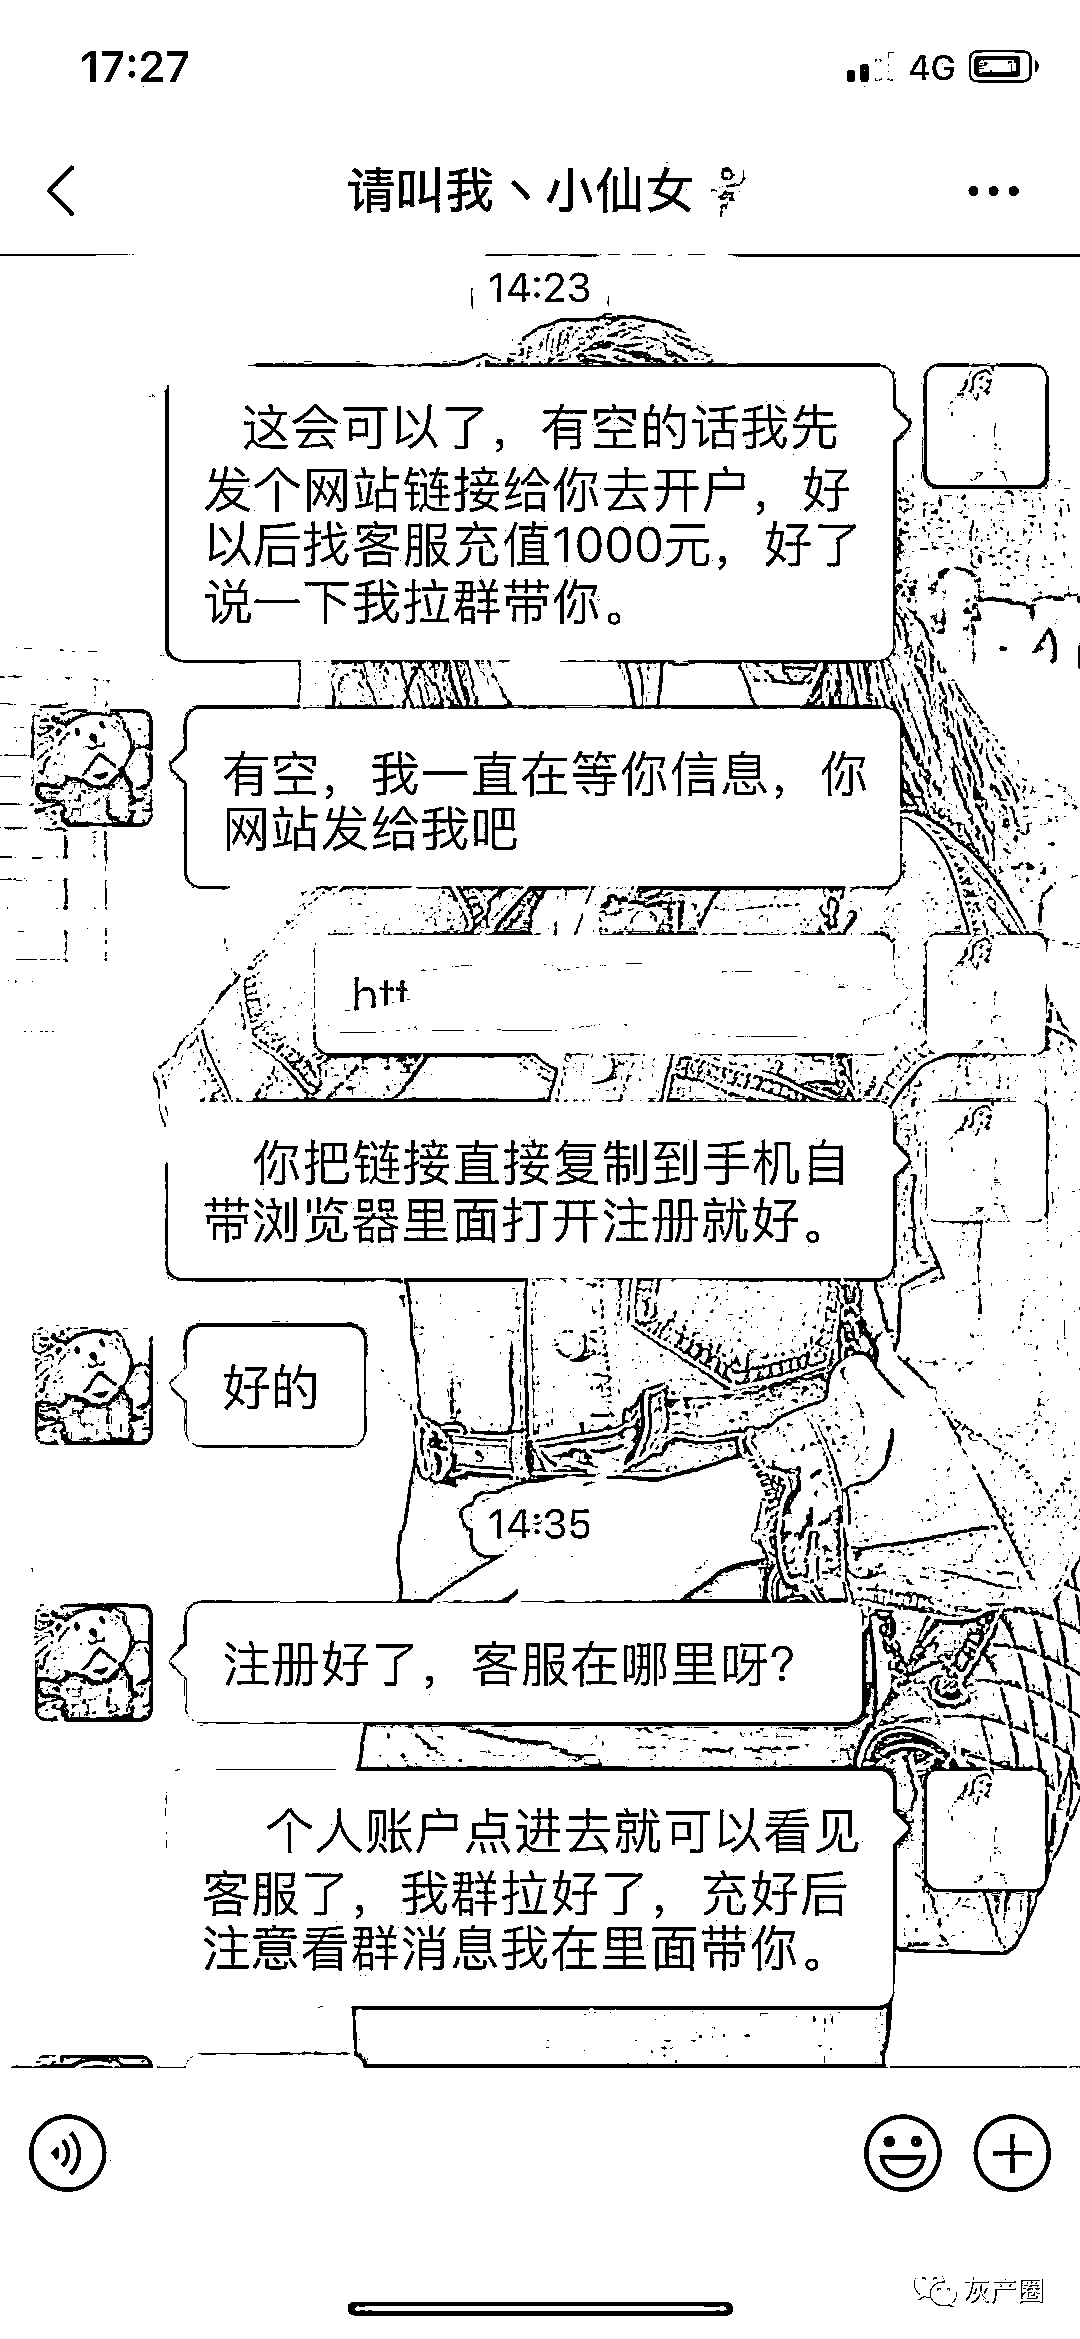 17:27
4G
请叫我丶小仙女
14:23
这会可以了，有空的话我先
发个网站链接给你去开户，好
以后找客服充值1000元，好了
说一下我拉群带你。
有空，我一直在等你信息，你
网站发给我吧
htt
你把链接直接复制到手机自
带浏览器里面打开注册就好。
好的
14:35
注册好了，客服在哪里呀？
个人账户点进去就可以看见
客服了，我群拉好了，充好后
注意看群消息我在里面带你。
灰产圈